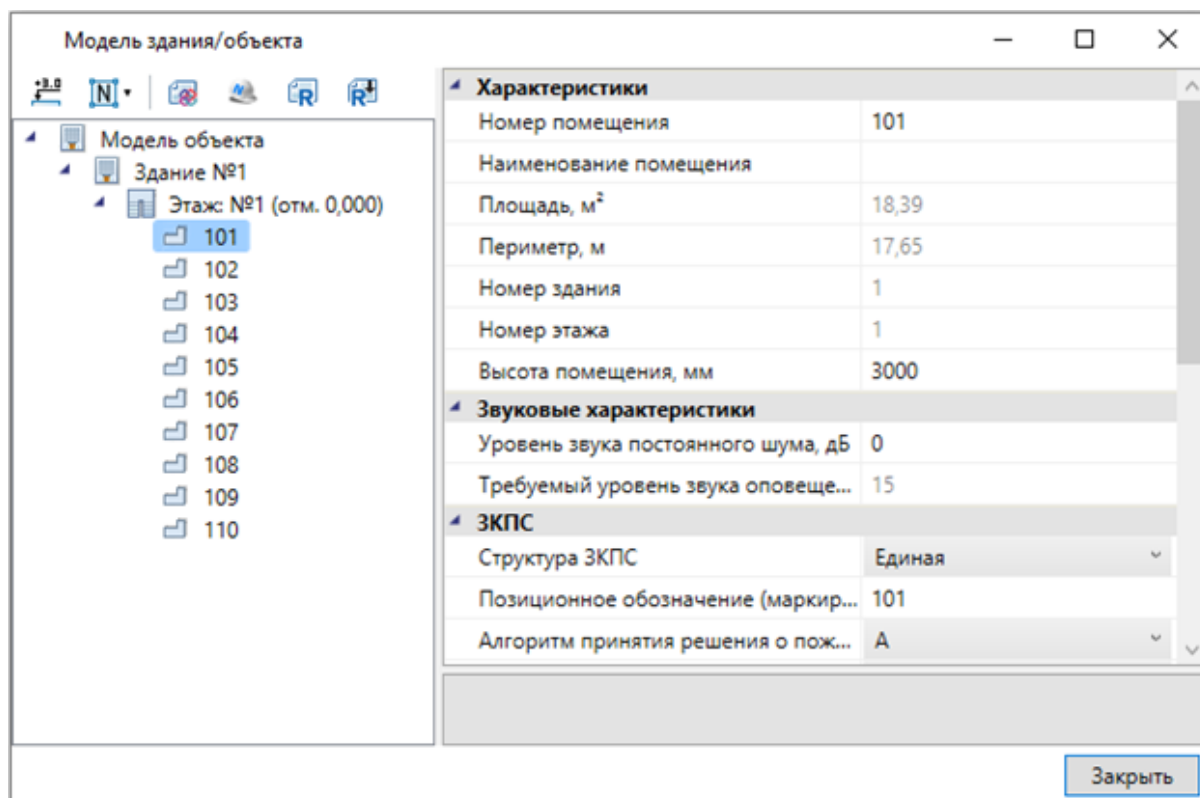 Модель здания/объекта
+3.0
N
R
R
Модель объекта
Здание №1
Этаж: №1 (отм. 0,000)
101
102
103
104
105
106
107
108
109
110
Характеристики
Номер помещения 101
Наименование помещения
Площадь, м² 18,39
Периметр, м 17,65
Номер здания 1
Номер этажа 1
Высота помещения, мм 3000
Звуковые характеристики
Уровень звука постоянного шума, дБ 0
Требуемый уровень звука оповеще... 15
ЗКПС
Структура ЗКПС Единая
Позиционное обозначение (маркир... 101
Алгоритм принятия решения о пож... А
Закрыть